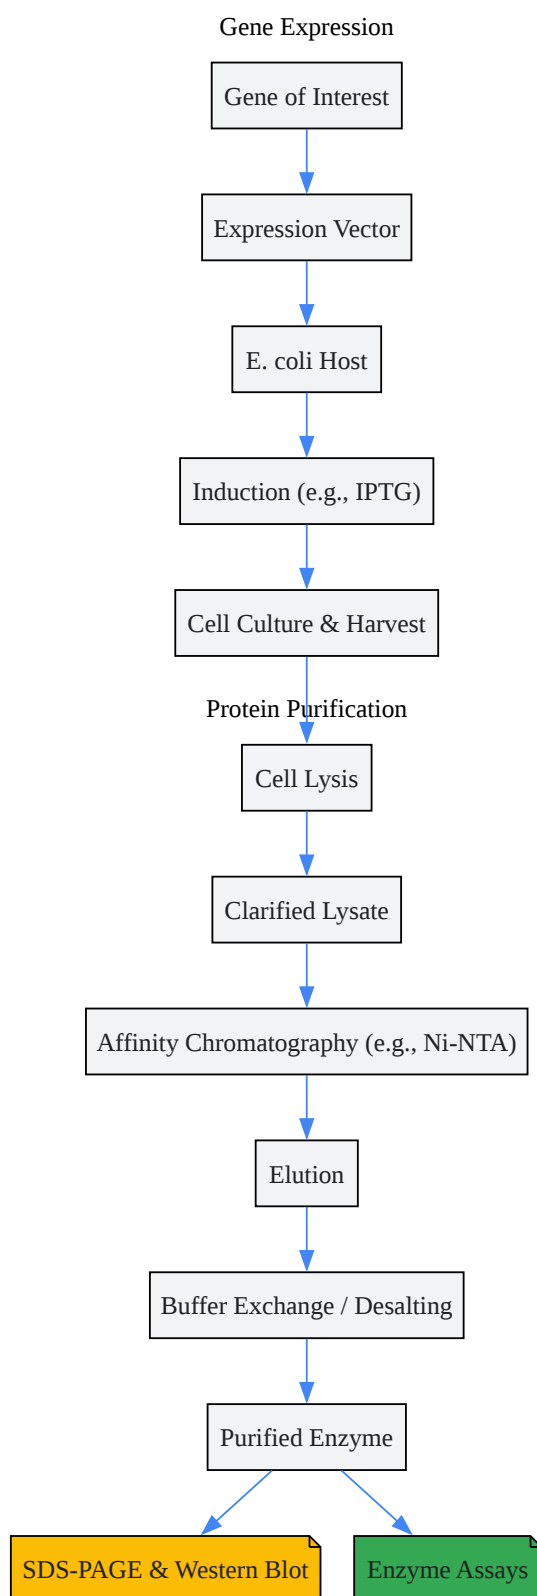 Gene Expression
Gene of Interest
Expression Vector
E. coli Host
Induction (e.g., IPTG)
Cell Culture & Harvest
Protein Purification
Cell Lysis
Clarified Lysate
Affinity Chromatography (e.g., Ni-NTA)
Elution
Buffer Exchange / Desalting
Purified Enzyme
SDS-PAGE & Western Blot
Enzyme Assays